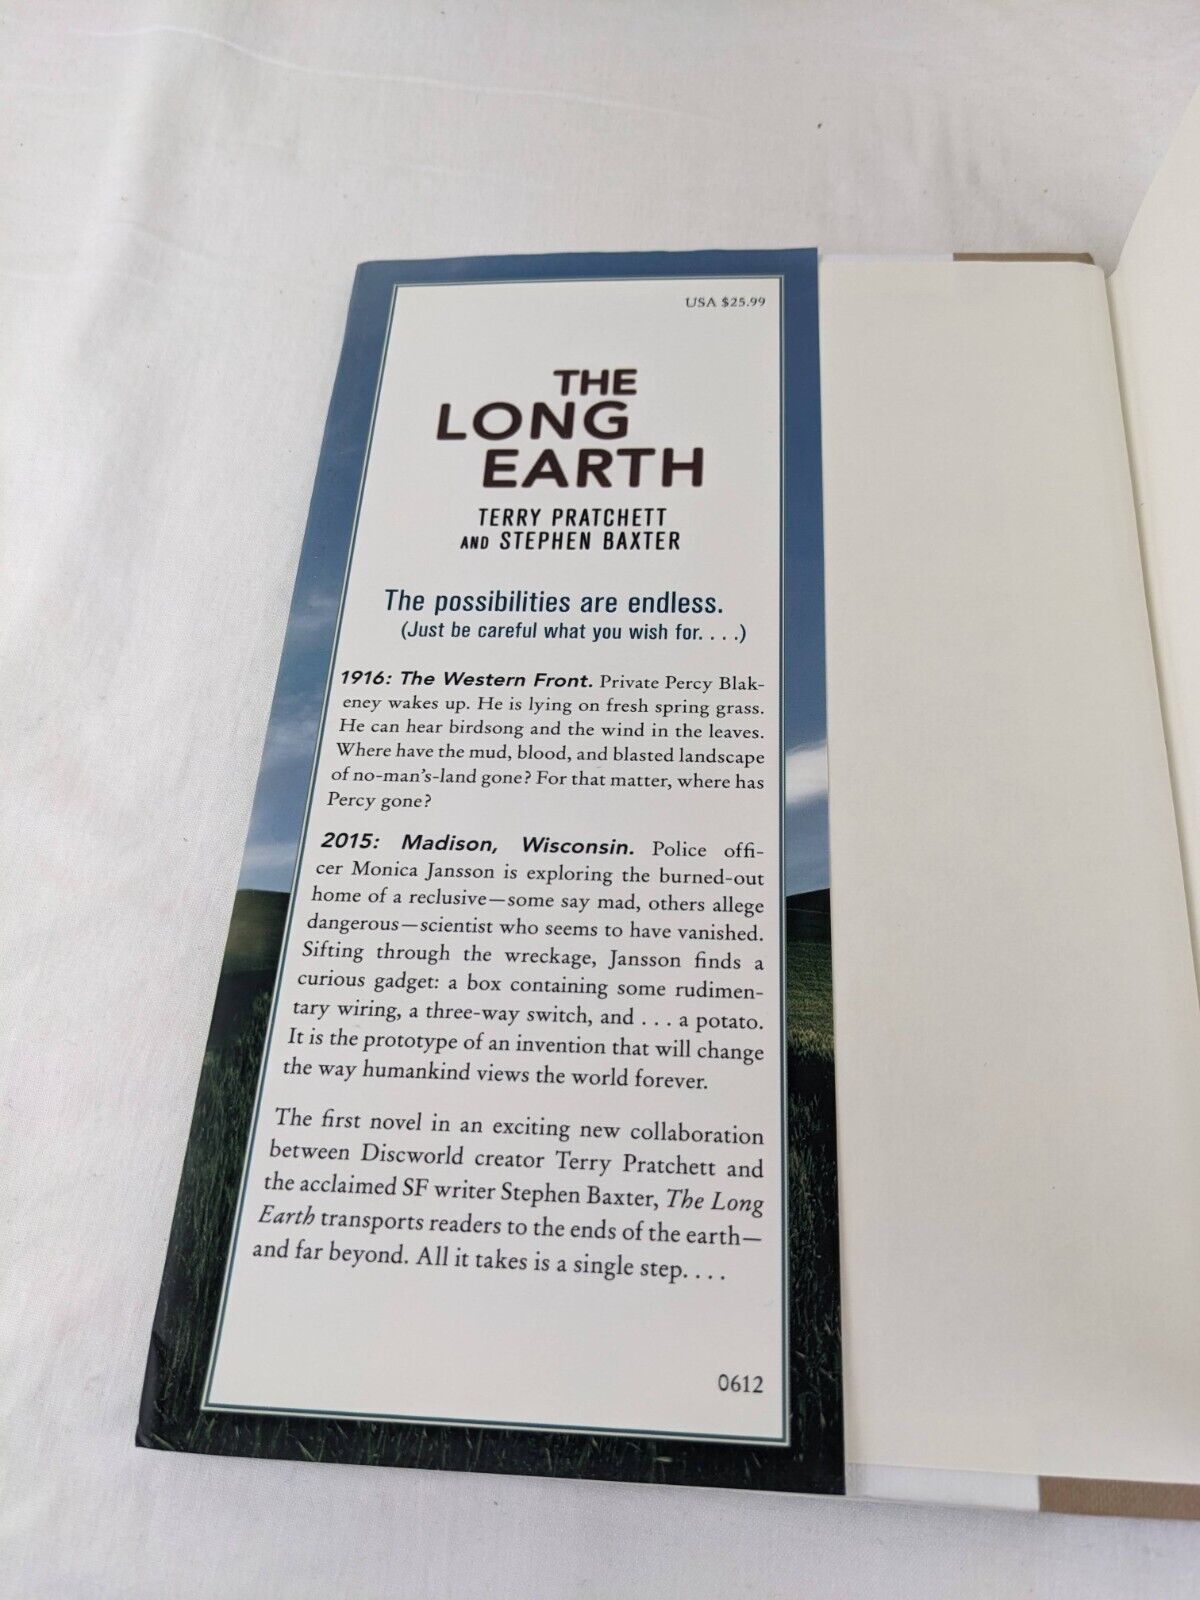 USA $25.99
THE
LONG
EARTH
TERRY PRATCHETT
AND STEPHEN BAXTER
The possibilities are endless.
(Just be careful what you wish for. . . .)
1916: The Western Front. Private Percy Blak-
eney wakes up. He is lying on fresh spring grass.
He can hear birdsong and the wind in the leaves.
Where have the mud, blood, and blasted landscape
of no-man's-land gone? For that matter, where has
Percy gone?
2015: Madison, Wisconsin. Police offi-
cer Monica Jansson is exploring the burned-out
home of a reclusive—some say mad, others allege
dangerous—scientist who seems to have vanished.
Sifting through the wreckage, Jansson finds a
curious gadget: a box containing some rudimen-
tary wiring, a three-way switch, and . . . a potato.
It is the prototype of an invention that will change
the way humankind views the world forever.
The first novel in an exciting new collaboration
between Discworld creator Terry Pratchett and
the acclaimed SF writer Stephen Baxter, The Long
Earth transports readers to the ends of the earth—
and far beyond. All it takes is a single step. . . .
0612